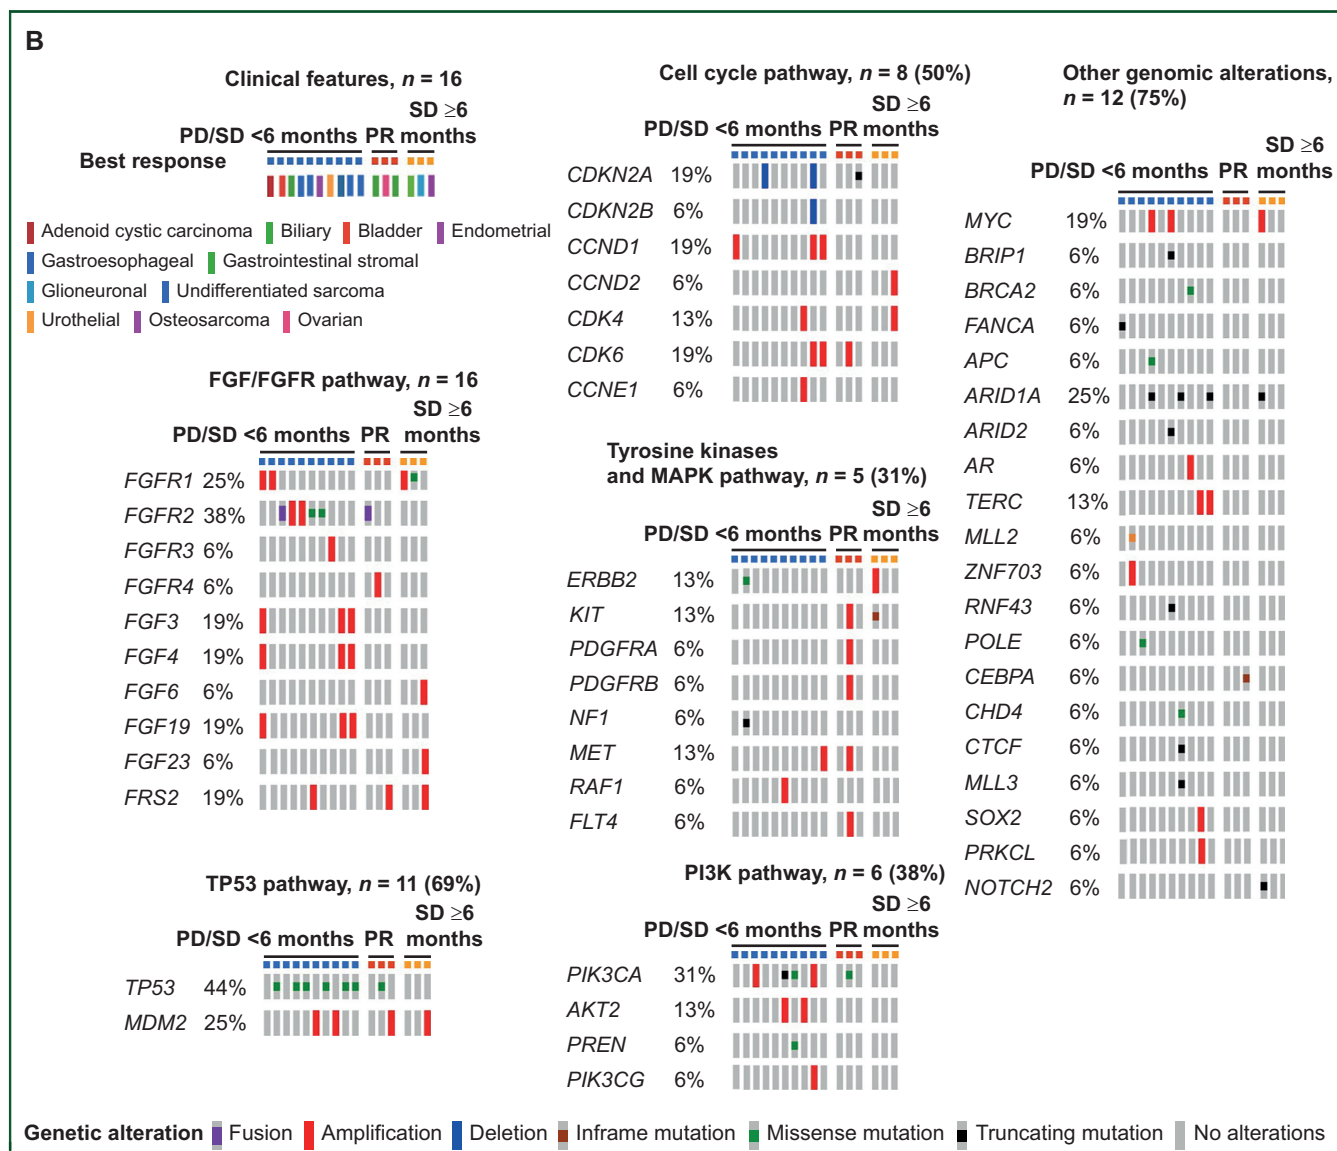 B
Clinical features, n = 16
SD ≥6
PD/SD <6 months PR months
Best response
Adenoid cystic carcinoma Biliary Bladder Endometrial
Gastroesophageal Gastrointestinal stromal
Glioneuronal Undifferentiated sarcoma
Urothelial Osteosarcoma Ovarian
FGF/FGFR pathway, n = 16
SD ≥6
PD/SD <6 months PR months
FGFR1 25%
FGFR2 38%
FGFR3 6%
FGFR4 6%
FGF3 19%
FGF4 19%
FGF6 6%
FGF19 19%
FGF23 6%
FRS2 19%
TP53 pathway, n = 11 (69%)
SD ≥6
PD/SD <6 months PR months
TP53 44%
MDM2 25%
Cell cycle pathway, n = 8 (50%)
SD ≥6
PD/SD <6 months PR months
CDKN2A 19%
CDKN2B 6%
CCND1 19%
CCND2 6%
CDK4 13%
CDK6 19%
CCNE1 6%
Tyrosine kinases
and MAPK pathway, n = 5 (31%)
SD ≥6
PD/SD <6 months PR months
ERBB2 13%
KIT 13%
PDGFRA 6%
PDGFRB 6%
NF1 6%
MET 13%
RAF1 6%
FLT4 6%
PI3K pathway, n = 6 (38%)
SD ≥6
PD/SD <6 months PR months
PIK3CA 31%
AKT2 13%
PREN 6%
PIK3CG 6%
Other genomic alterations,
n = 12 (75%)
SD ≥6
PD/SD <6 months PR months
MYC 19%
BRIP1 6%
BRCA2 6%
FANCA 6%
APC 6%
ARID1A 25%
ARID2 6%
AR 6%
TERC 13%
MLL2 6%
ZNF703 6%
RNF43 6%
POLE 6%
CEBPA 6%
CHD4 6%
CTCF 6%
MLL3 6%
SOX2 6%
PRKCL 6%
NOTCH2 6%
Genetic alteration Fusion Amplification Deletion Inframe mutation Missense mutation Truncating mutation No alterations